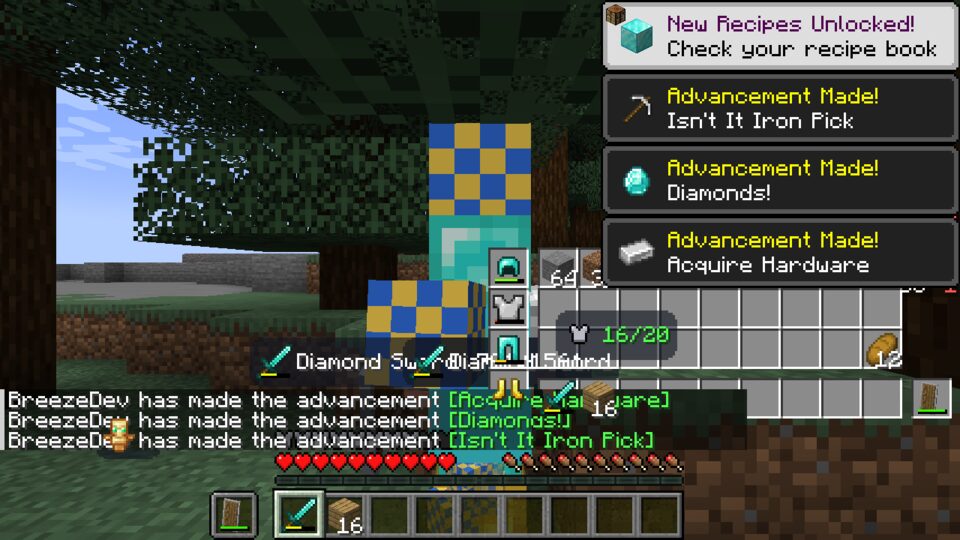 New Recipes Unlocked!
Check your recipe book
Advancement Made!
Isn't It Iron Pick
Advancement Made!
Diamonds!
Advancement Made!
Acquire Hardware
64
16/20
12
Diamond Sword
16
BreezeDev has made the advancement [Acquire Hardware]
BreezeDev has made the advancement [Diamonds!]
BreezeDev has made the advancement [Isn't It Iron Pick]
16